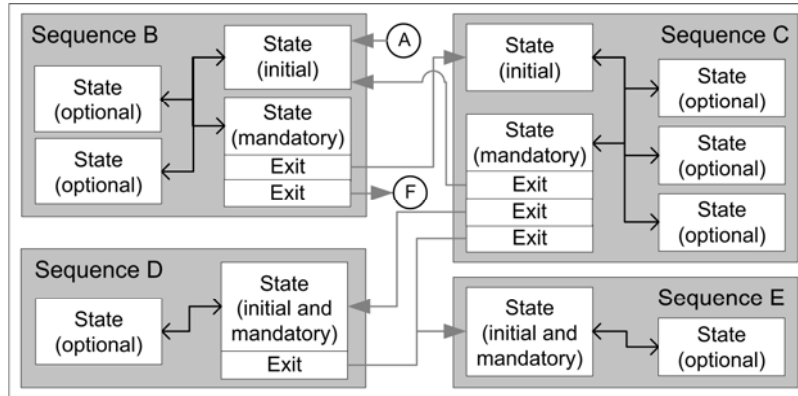 Sequence B
State
(initial)
State
(optional)
State
(mandatory)
State
(optional)
Exit
Exit
A
F
Sequence C
State
(initial)
State
(optional)
State
(mandatory)
State
(optional)
Exit
Exit
Exit
State
(optional)
Sequence D
State
(initial and
mandatory)
State
(optional)
Exit
Sequence E
State
(initial and
mandatory)
State
(optional)